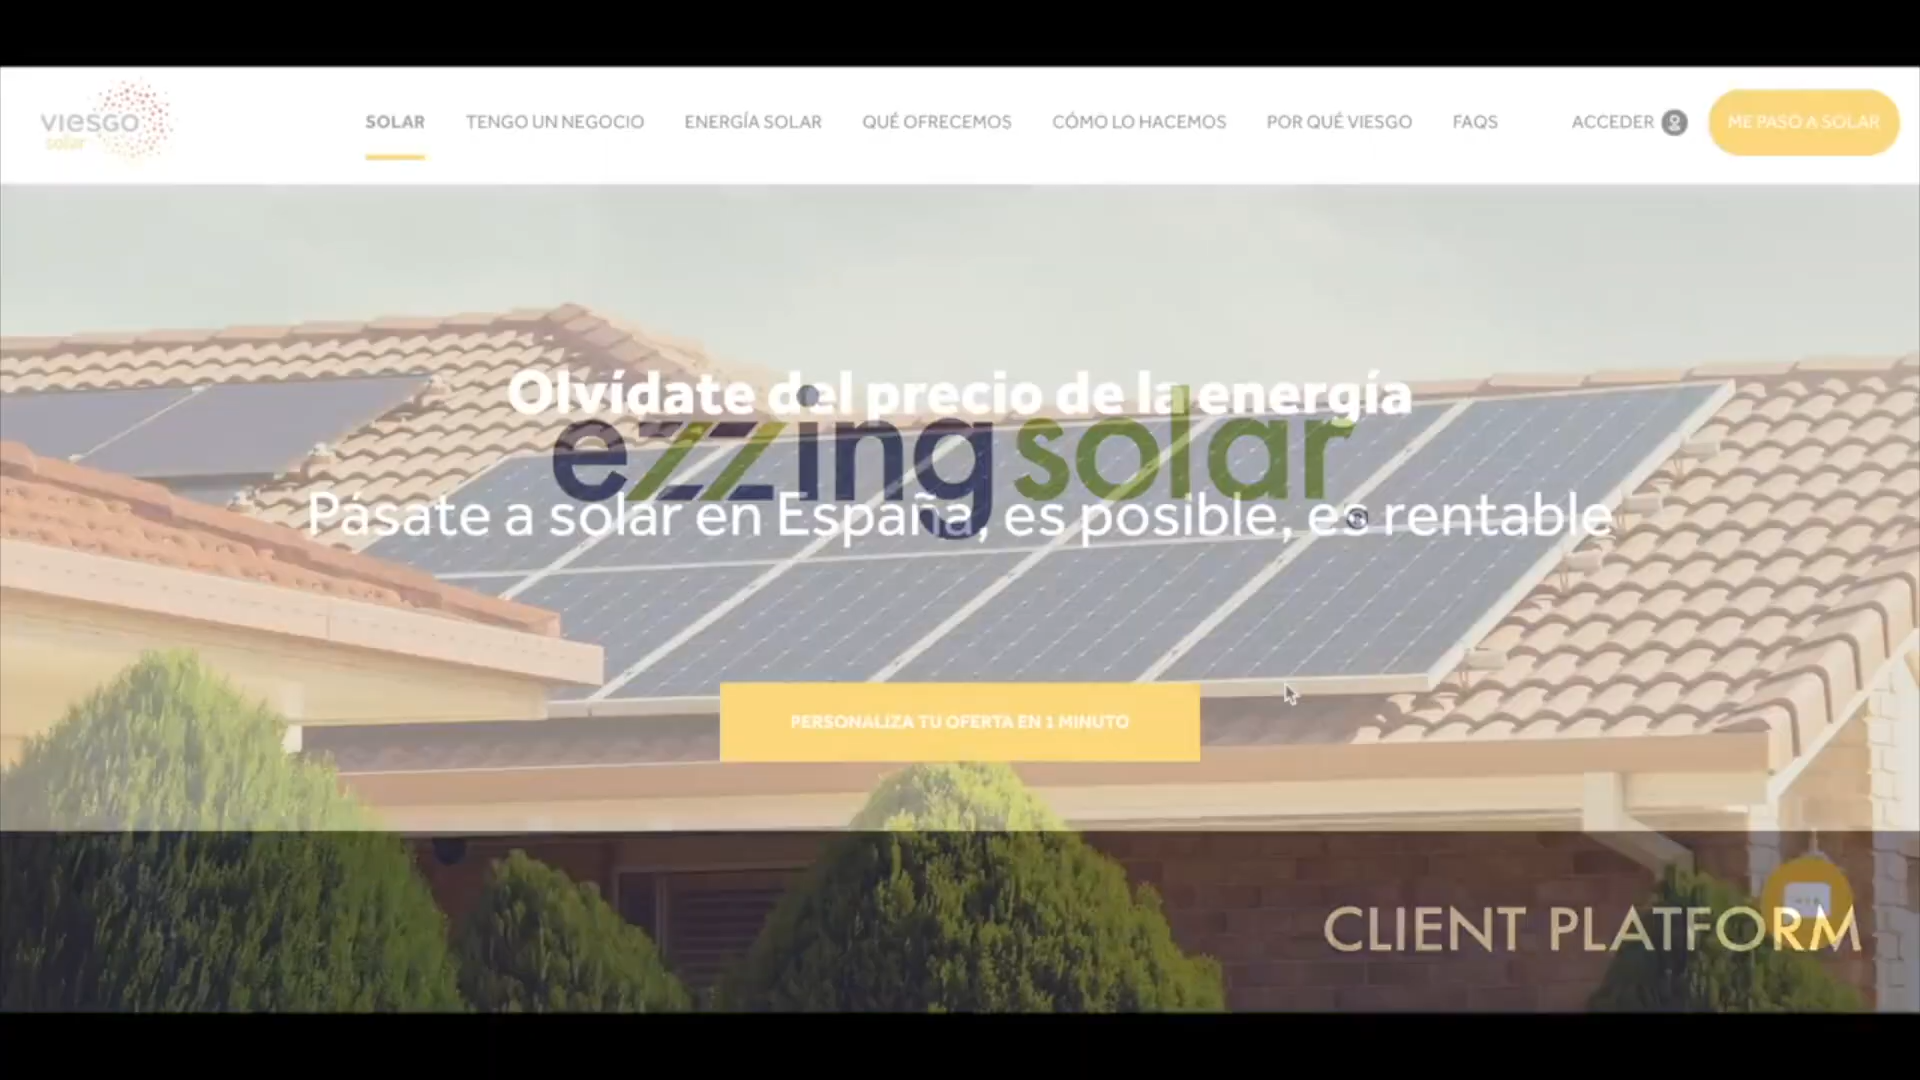 viesgo
solar
SOLAR
TENGO UN NEGOCIO
ENERGÍA SOLAR
QUÉ OFRECEMOS
CÓMO LO HACEMOS
POR QUÉ VIESGO
FAQS
ACCEDER
ME PASO A SOLAR
Olvídate del precio de la energía
ezzing solar
Pásate a solar en España, es posible, es rentable
PERSONALIZA TU OFERTA EN 1 MINUTO
CLIENT PLATFORM